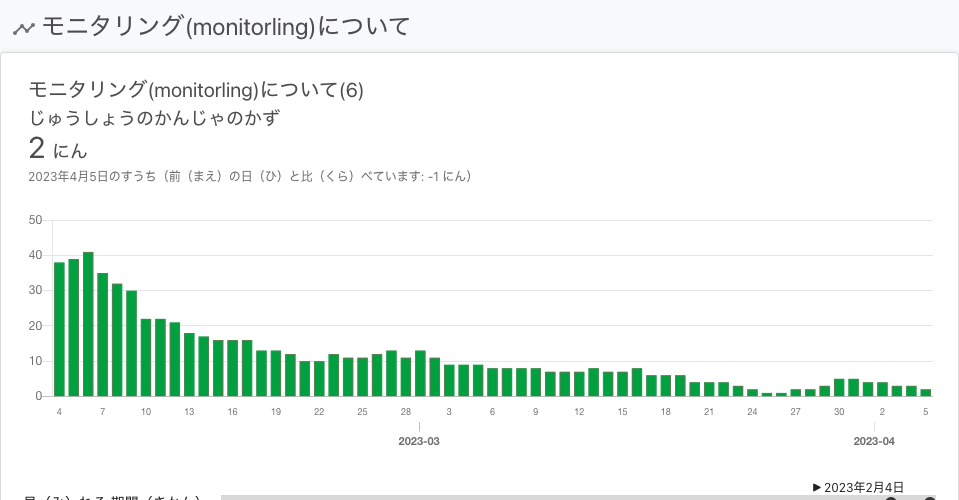 モニタリング(monitorling)について
モニタリング(monitorling)について(6)
じゅうしょうのかんじゃのかず
2 にん
2023年4月5日のすうち（前（まえ）の日（ひ）と比（くら）べています: -1 にん）
50
40
30
20
10
0
4 7 10 13 16 19 22 25 28 3 6 9 12 15 18 21 24 27 30 2 5
2023-03 2023-04
▶ 2023年2月4日